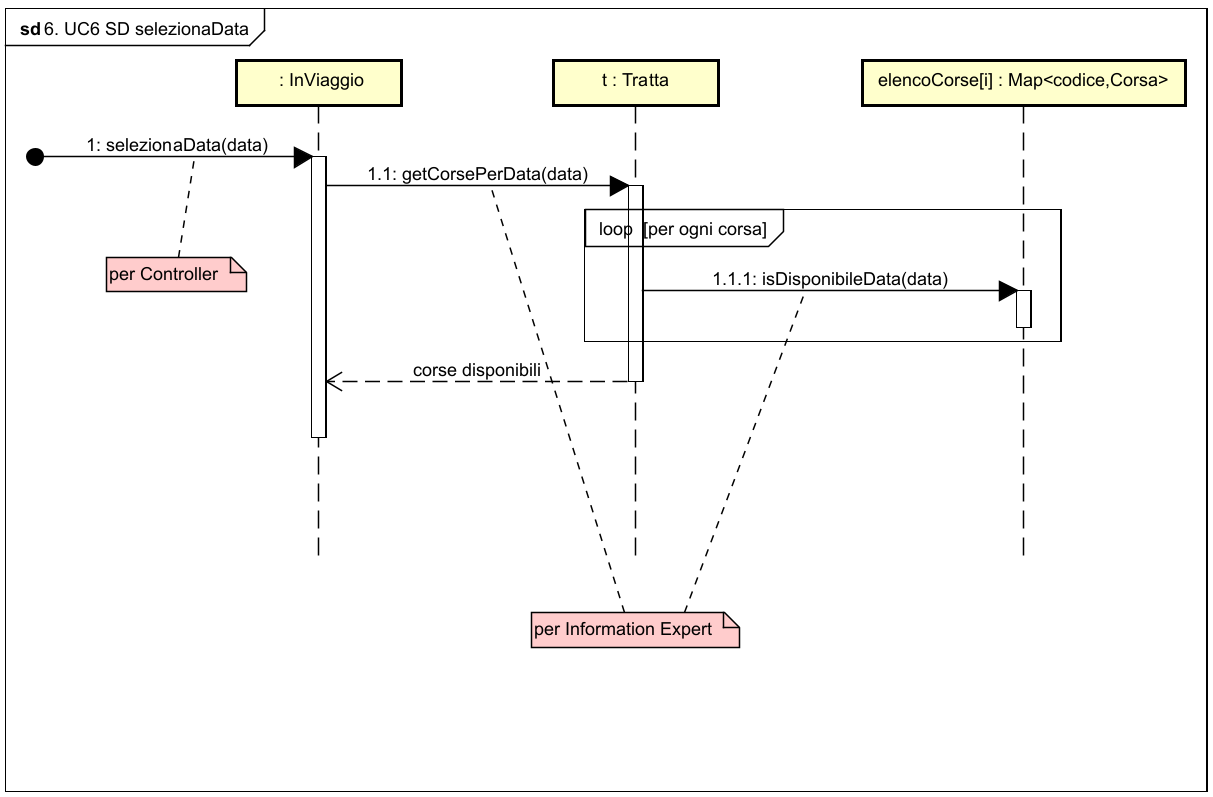 sd 6. UC6 SD selezionaData
: InViaggio
t : Tratta
elencoCorse[i] : Map<codice,Corsa>
1: selezionaData(data)
1.1: getCorsePerData(data)
loop [per ogni corsa]
per Controller
1.1.1: isDisponibileData(data)
corse disponibili
per Information Expert